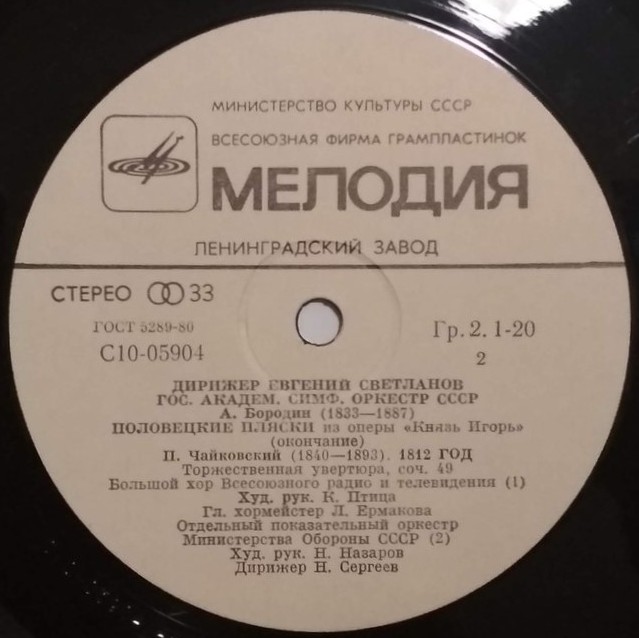 МИНИСТЕРСТВО КУЛЬТУРЫ СССР
ВСЕСОЮЗНАЯ ФИРМА ГРАМПЛАСТИНОК
МЕЛОДИЯ
ЛЕНИНГРАДСКИЙ ЗАВОД
СТЕРЕО 33
ГОСТ 5289-80
Гр. 2. 1-20
С10-05904
2
ДИРИЖЕР ЕВГЕНИЙ СВЕТЛАНОВ
ГОС. АКАДЕМ. СИМФ. ОРКЕСТР СССР
А. Бородин (1833—1887)
ПОЛОВЕЦКИЕ ПЛЯСКИ из оперы «Князь Игорь»
(окончание)
П. Чайковский (1840—1893). 1812 ГОД
Торжественная увертюра, соч. 49
Большой хор Всесоюзного радио и телевидения (1)
Худ. рук. К. Птица
Гл. хормейстер Л. Ермакова
Отдельный показательный оркестр
Министерства Обороны СССР (2)
Худ. рук. Н. Назаров
Дирижер Н. Сергеев